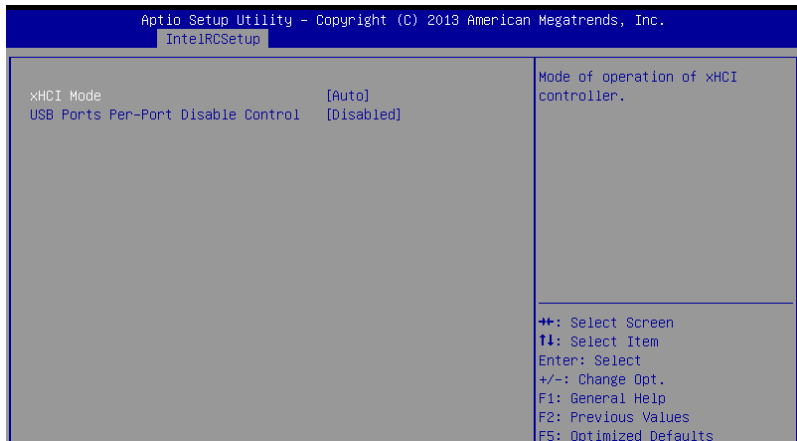 Aptio Setup Utility – Copyright (C) 2013 American Megatrends, Inc.
IntelRCSetup
xHCI Mode [Auto]
USB Ports Per-Port Disable Control [Disabled]
Mode of operation of xHCI
controller.
→←: Select Screen
↑↓: Select Item
Enter: Select
+/-: Change Opt.
F1: General Help
F2: Previous Values
F5: Optimized Defaults